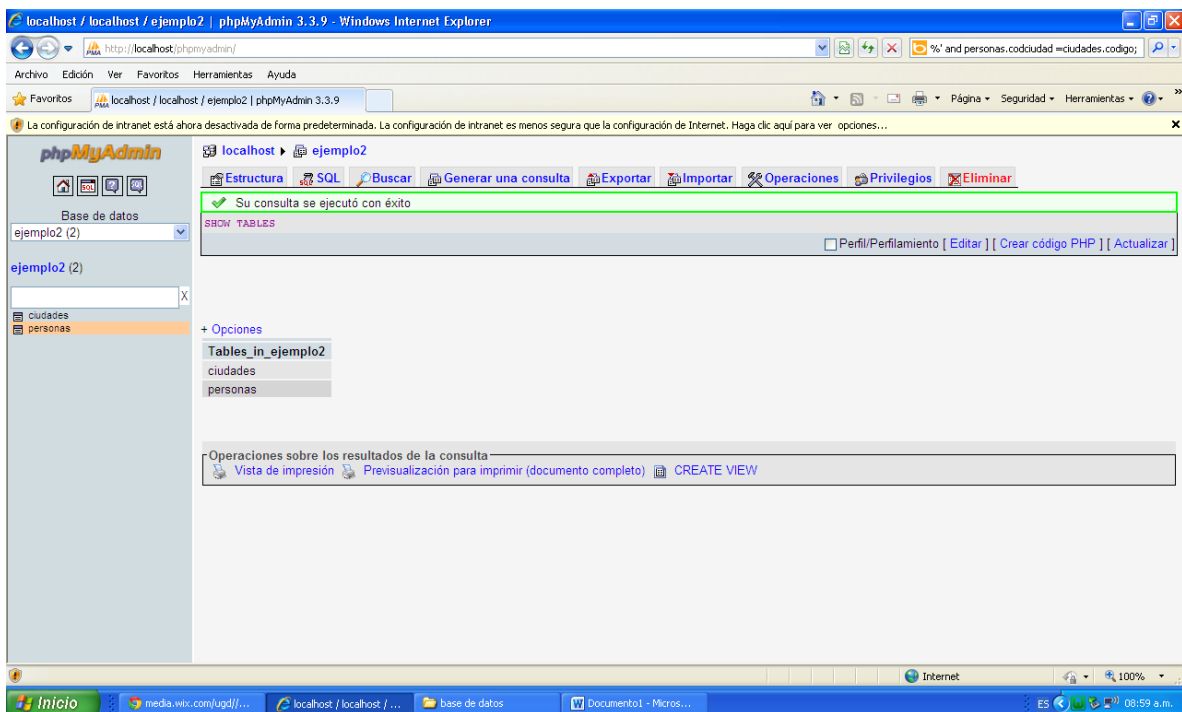 localhost / localhost / ejemplo2 | phpMyAdmin 3.3.9 - Windows Internet Explorer
http://localhost/phpmyadmin/ %' and personas.codciudad =ciudades.codigo;
Archivo Edición Ver Favoritos Herramientas Ayuda
Favoritos localhost / localhost / ejemplo2 | phpMyAdmin 3.3.9 Página Seguridad Herramientas »
La configuración de intranet está ahora desactivada de forma predeterminada. La configuración de intranet es menos segura que la configuración de Internet. Haga clic aquí para ver opciones... x
phpMyAdmin
SQL
Base de datos
ejemplo2 (2)
ejemplo2 (2)
X
ciudades
personas
localhost ▸ ejemplo2
Estructura SQL Buscar Generar una consulta Exportar Importar Operaciones Privilegios Eliminar
Su consulta se ejecutó con éxito
SHOW TABLES
Perfil/Perfilamiento [ Editar ] [ Crear código PHP ] [ Actualizar ]
+ Opciones
Tables_in_ejemplo2
ciudades
personas
Operaciones sobre los resultados de la consulta
Vista de impresión Previsualización para imprimir (documento completo) CREATE VIEW
Internet 100%
Inicio media.wix.com/ugd//... localhost / localhost / ... base de datos Documento1 - Micros... ES 08:59 a.m.